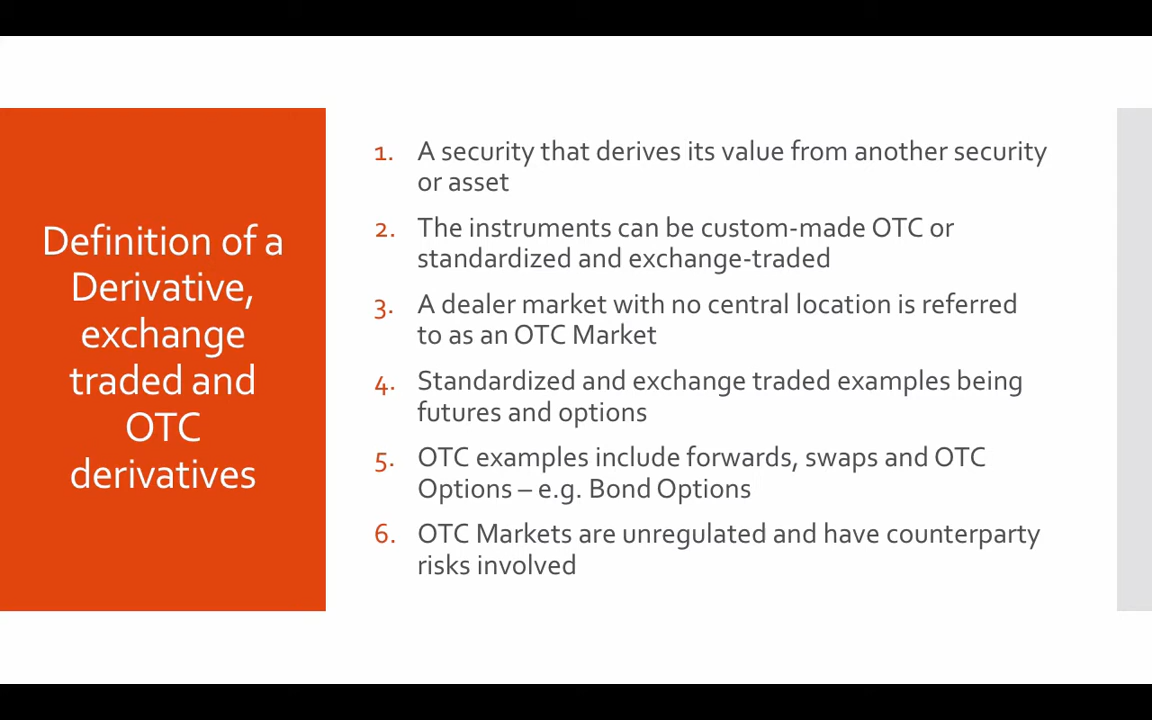 Definition of a
Derivative,
exchange
traded and
OTC
derivatives
1. A security that derives its value from another security
or asset
2. The instruments can be custom-made OTC or
standardized and exchange-traded
3. A dealer market with no central location is referred
to as an OTC Market
4. Standardized and exchange traded examples being
futures and options
5. OTC examples include forwards, swaps and OTC
Options – e.g. Bond Options
6. OTC Markets are unregulated and have counterparty
risks involved